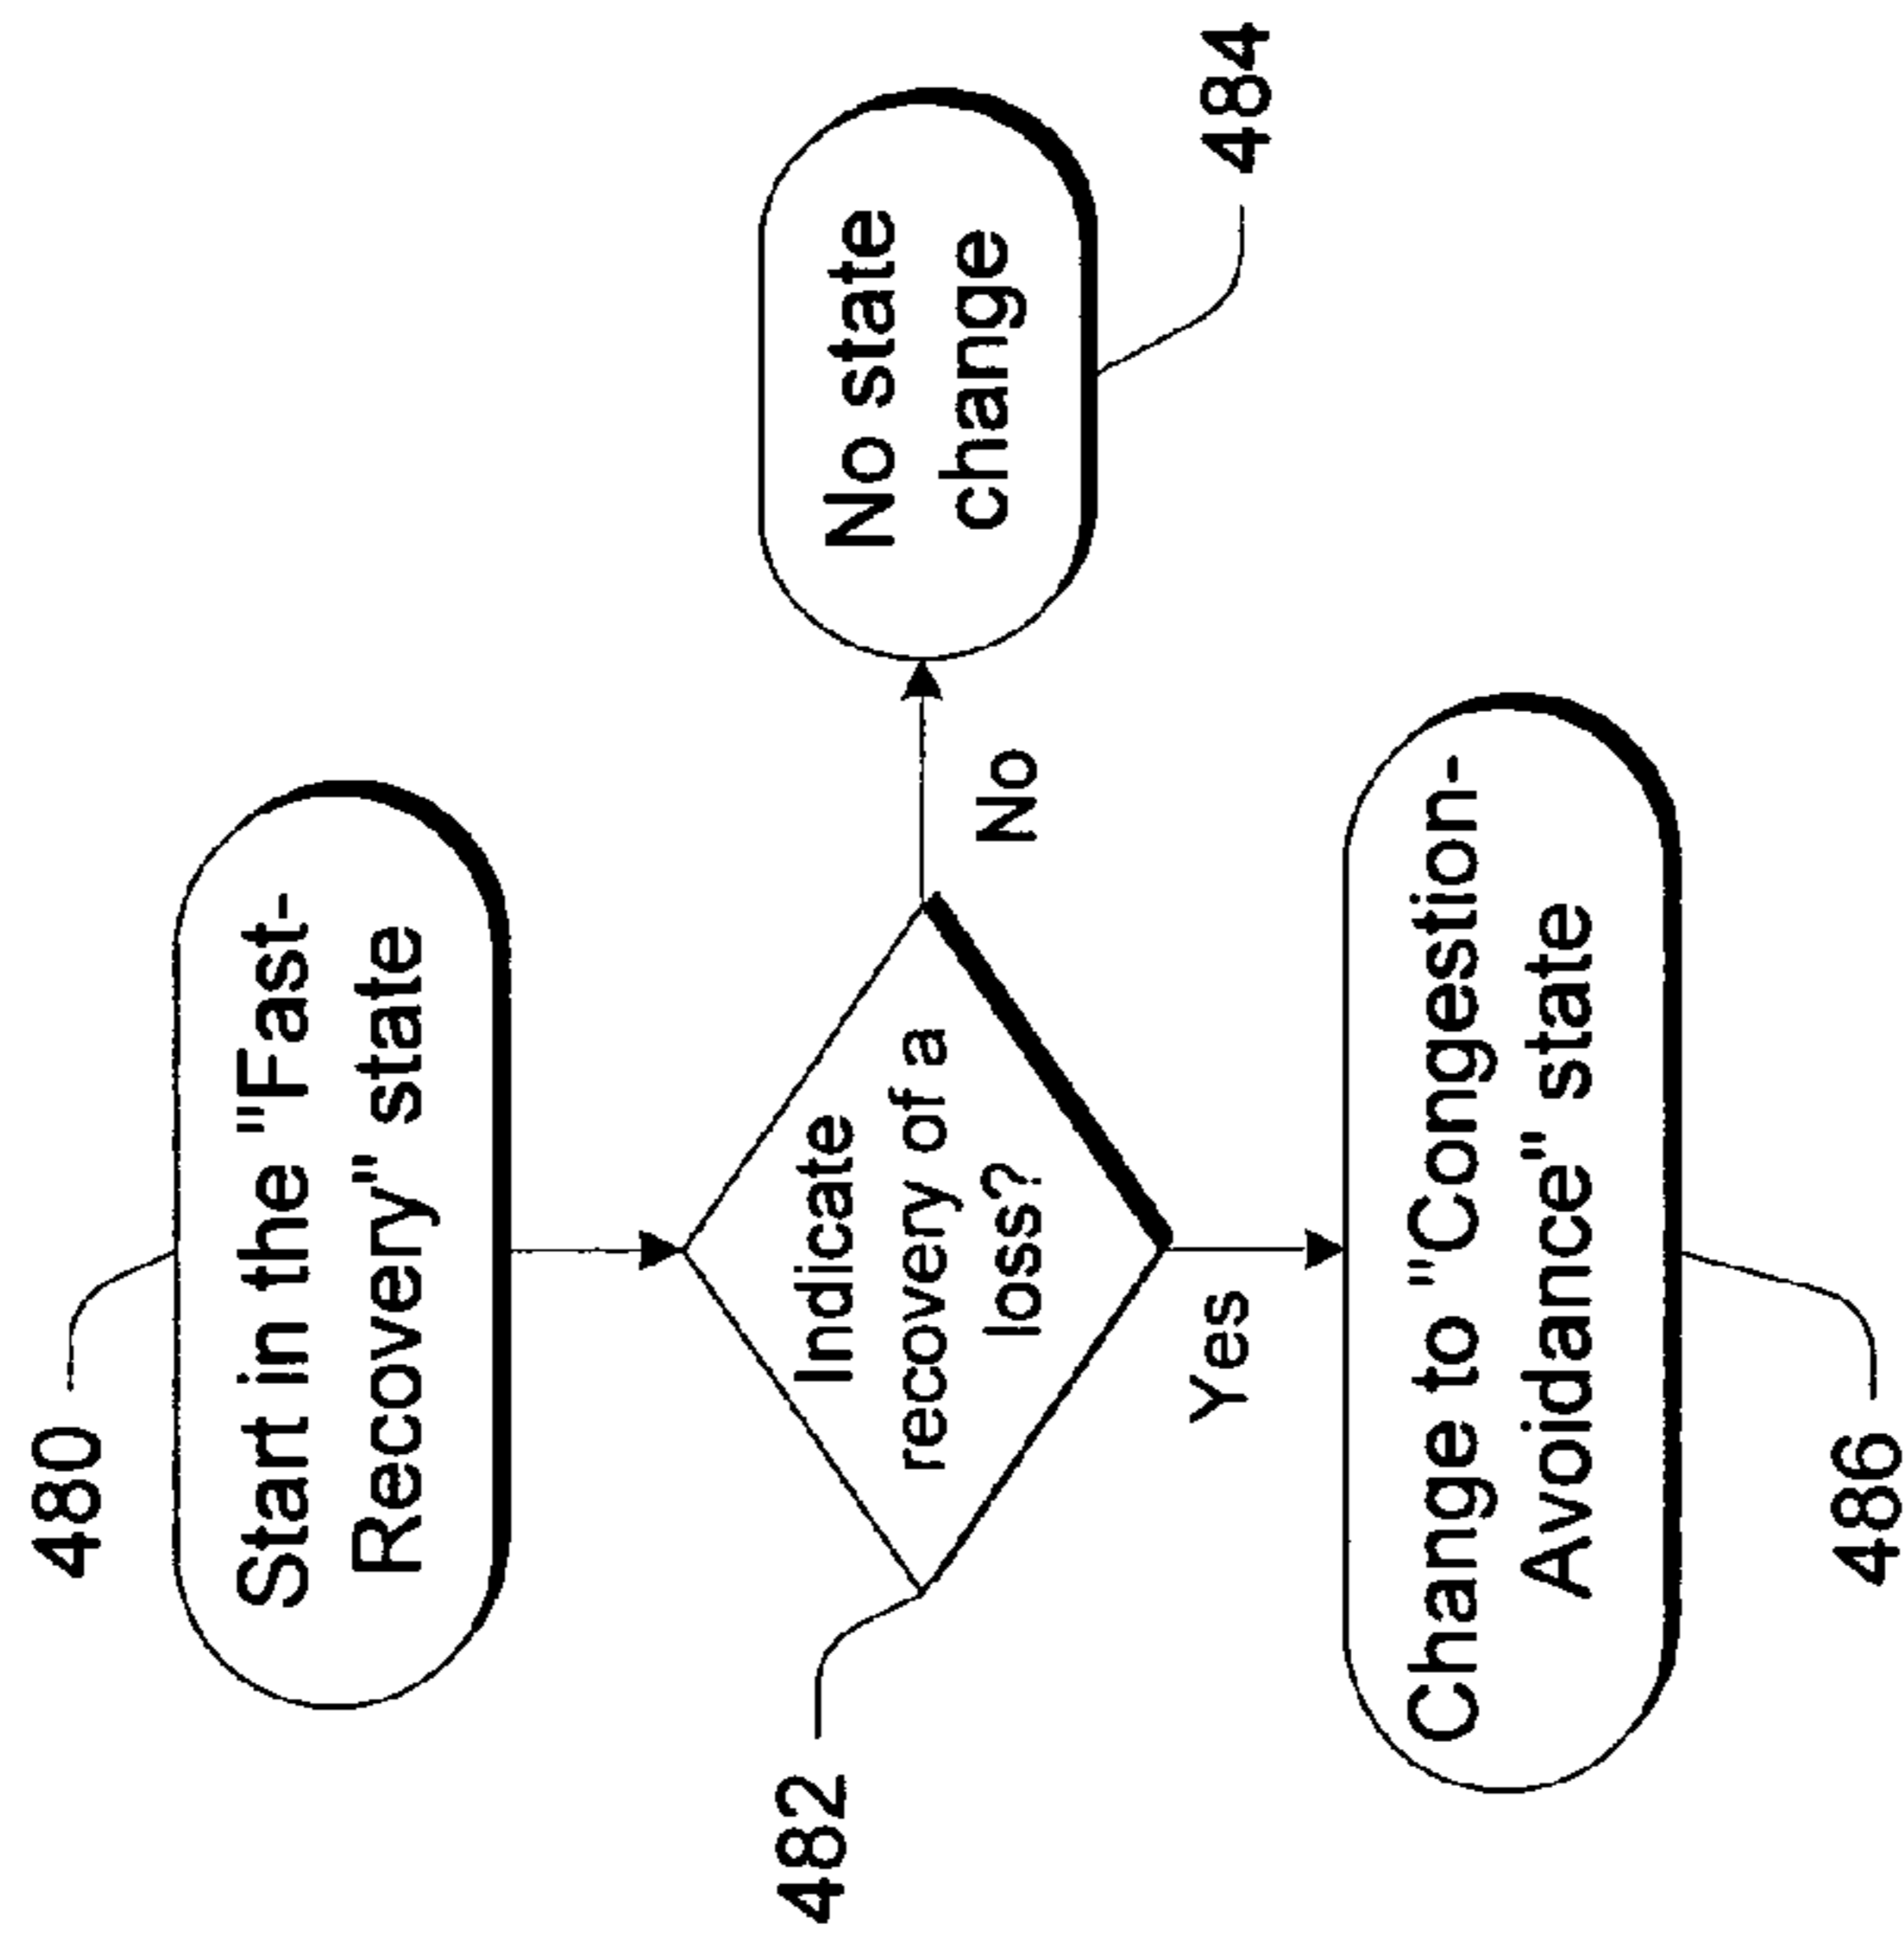 480
Start in the "Fast-
Recovery" state
482
Indicate
recovery of a
loss?
No
No state
change
484
Yes
Change to "Congestion-
Avoidance" state
486